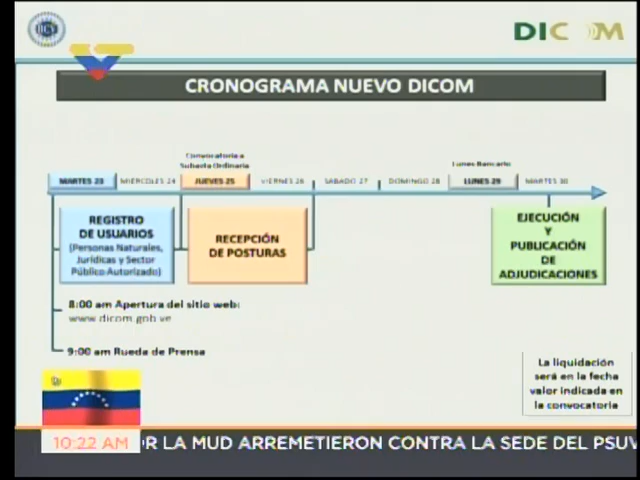 DICOM
CRONOGRAMA NUEVO DICOM
Convocatoria a
Subasta Ordinaria
Lunes Bancario
MARTES 23 MIÉRCOLES 24 JUEVES 25 VIERNES 26 SABADO 27 DOMINGO 28 LUNES 29 MARTES 30
REGISTRO
DE USUARIOS
(Personas Naturales,
Jurídicas y Sector
Público Autorizado)
RECEPCIÓN
DE POSTURAS
EJECUCIÓN
Y
PUBLICACIÓN
DE
ADJUDICACIONES
8:00 am Apertura del sitio web:
www.dicom.gob.ve
9:00 am Rueda de Prensa
La liquidación
será en la fecha
valor indicada en
la convocatoria
10:22 AM OR LA MUD ARREMETIERON CONTRA LA SEDE DEL PSUV